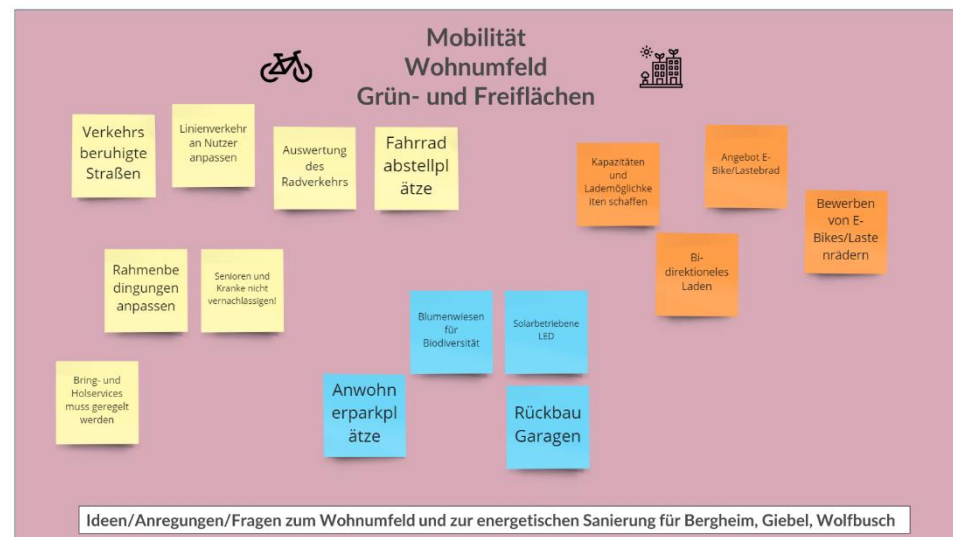 Mobilität
Wohnumfeld
Grün- und Freiflächen
Verkehrs
beruhigte
Straßen
Linienverkehr
an Nutzer
anpassen
Auswertung
des
Radverkehrs
Fahrrad
abstellpl
ätze
Kapazitäten
und
Lademöglichke
iten schaffen
Angebot E-
Bike/Lastebrad
Bewerben
von E-
Bikes/Laste
nrädern
Rahmenbe
dingungen
anpassen
Senioren und
Kranke nicht
vernachlässigen!
Bi-
direktioneles
Laden
Blumenwiesen
für
Biodiversität
Solarbetriebene
LED
Bring- und
Holservices
muss geregelt
werden
Anwohn
erparkpl
ätze
Rückbau
Garagen
Ideen/Anregungen/Fragen zum Wohnumfeld und zur energetischen Sanierung für Bergheim, Giebel, Wolfbusch